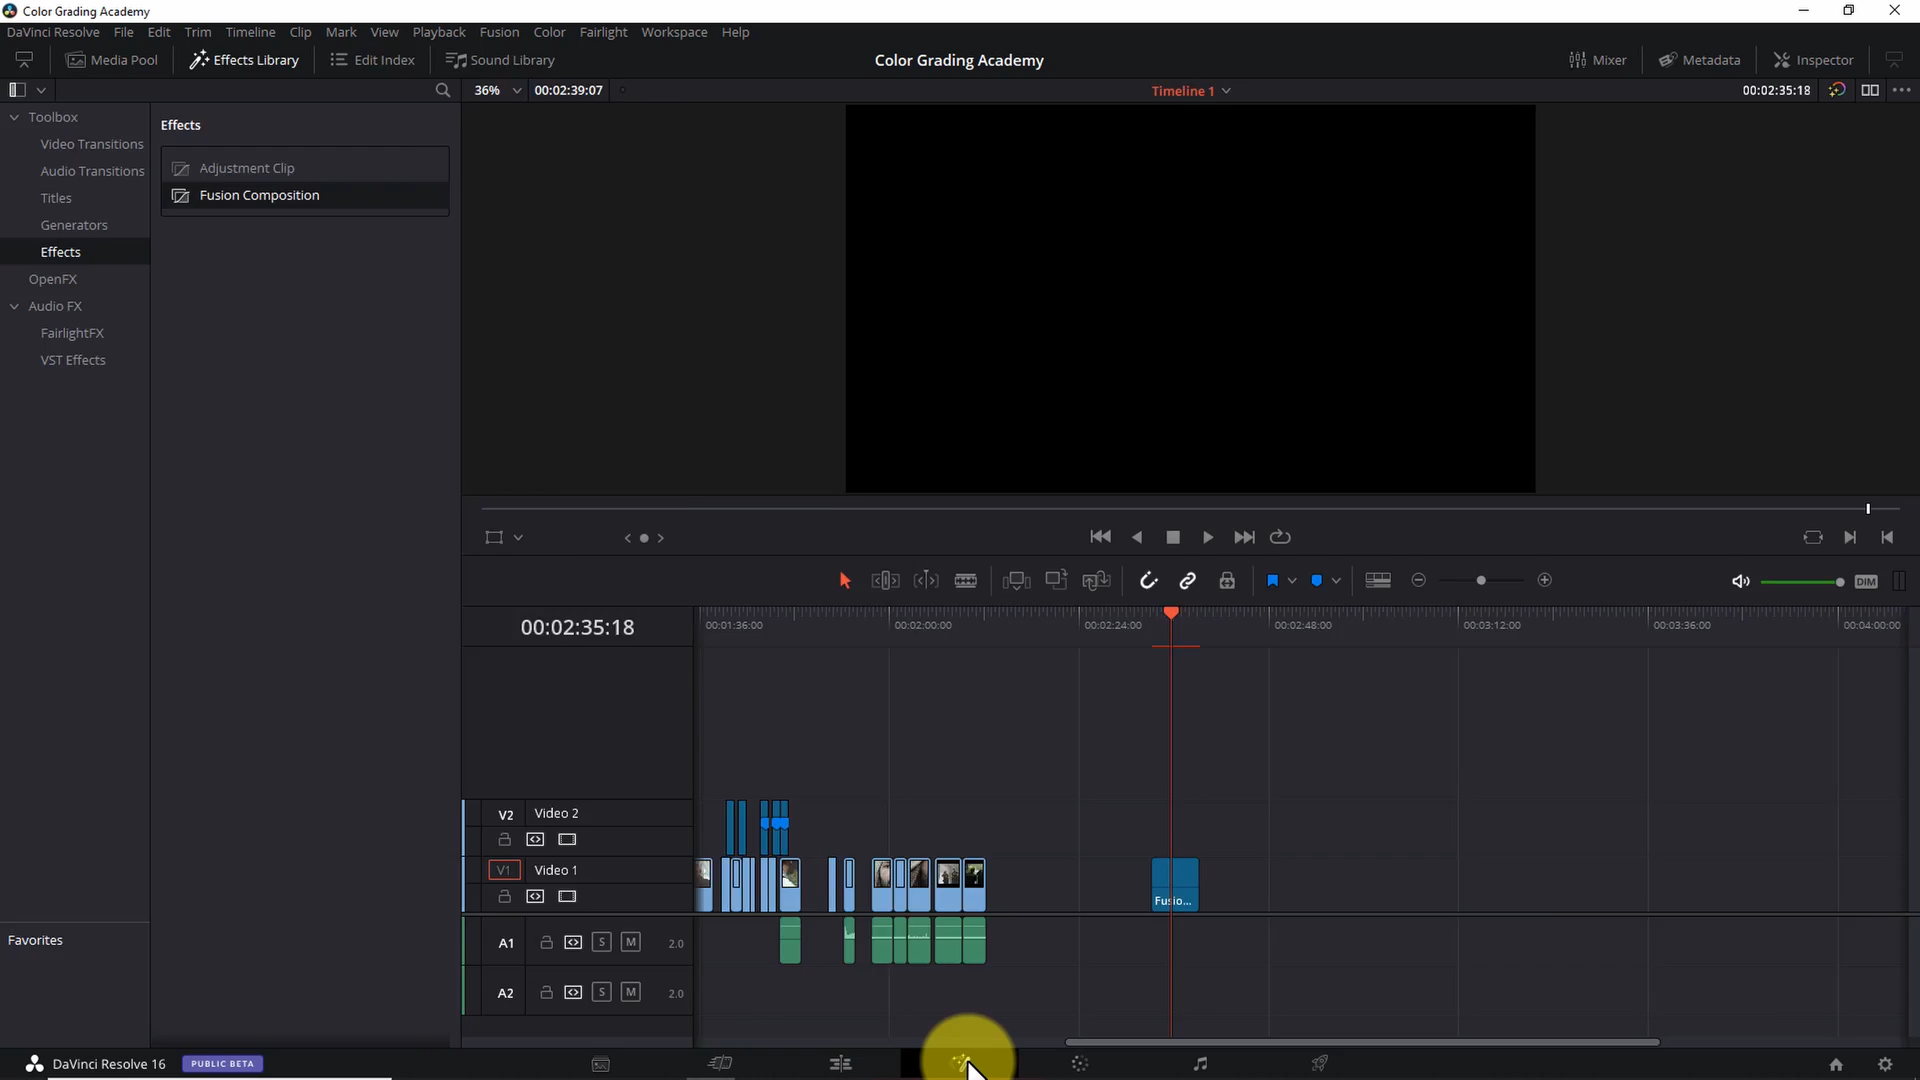 Color Grading Academy
DaVinci Resolve File Edit Trim Timeline Clip Mark View Playback Fusion Color Fairlight Workspace Help
Media Pool Effects Library Edit Index Sound Library Color Grading Academy Mixer Metadata Inspector
36% 00:02:39:07 Timeline 1 00:02:35:18
Toolbox
Video Transitions
Audio Transitions
Titles
Generators
Effects
OpenFX
Audio FX
FairlightFX
VST Effects
Effects
Adjustment Clip
Fusion Composition
DIM
00:02:35:18
00:01:36:00 00:02:00:00 00:02:24:00 00:02:48:00 00:03:12:00 00:03:36:00 00:04:00:00
V2 Video 2
V1 Video 1
Fusio...
Favorites
A1 S M 2.0
A2 S M 2.0
DaVinci Resolve 16 PUBLIC BETA